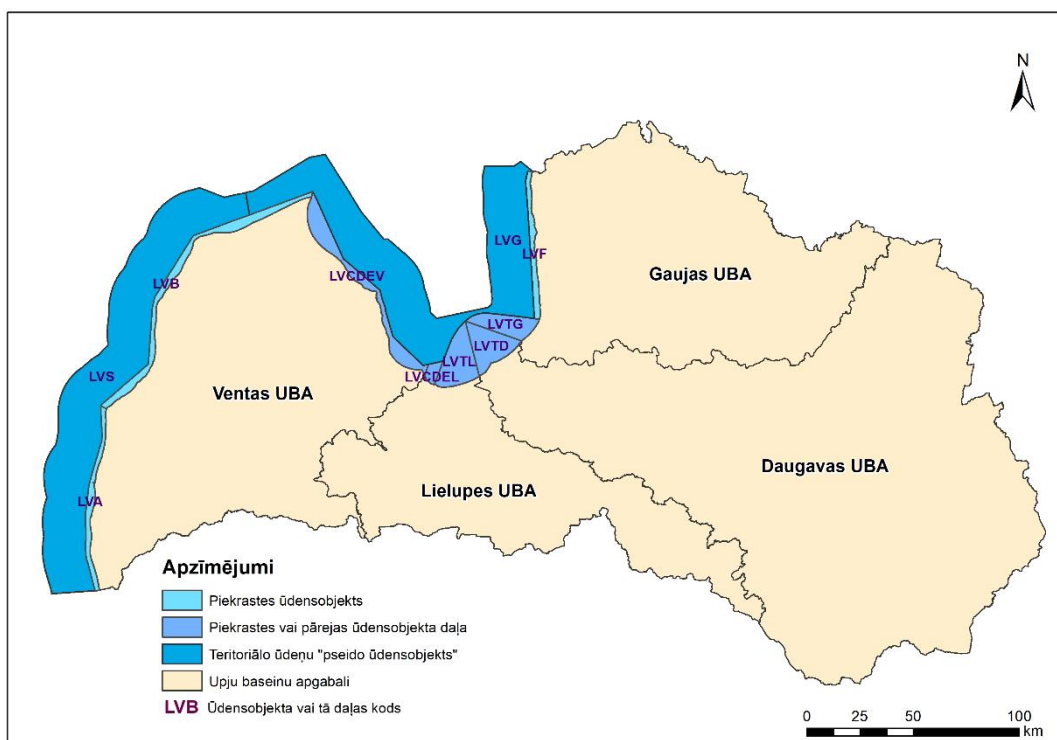 N
LVG
LVF
Gaujas UBA
LVCDEV
LVB
LVTG
LVTD
LVTL
LVS
LVCDEL
Ventas UBA
Daugavas UBA
Lielupes UBA
LVA
Apzīmējumi
Piekrastes ūdensobjekts
Piekrastes vai pārejas ūdensobjekta daļa
Teritoriālo ūdeņu "pseido ūdensobjekts"
Upju baseinu apgabali
LVB Ūdensobjekta vai tā daļas kods
0 25 50 100
km